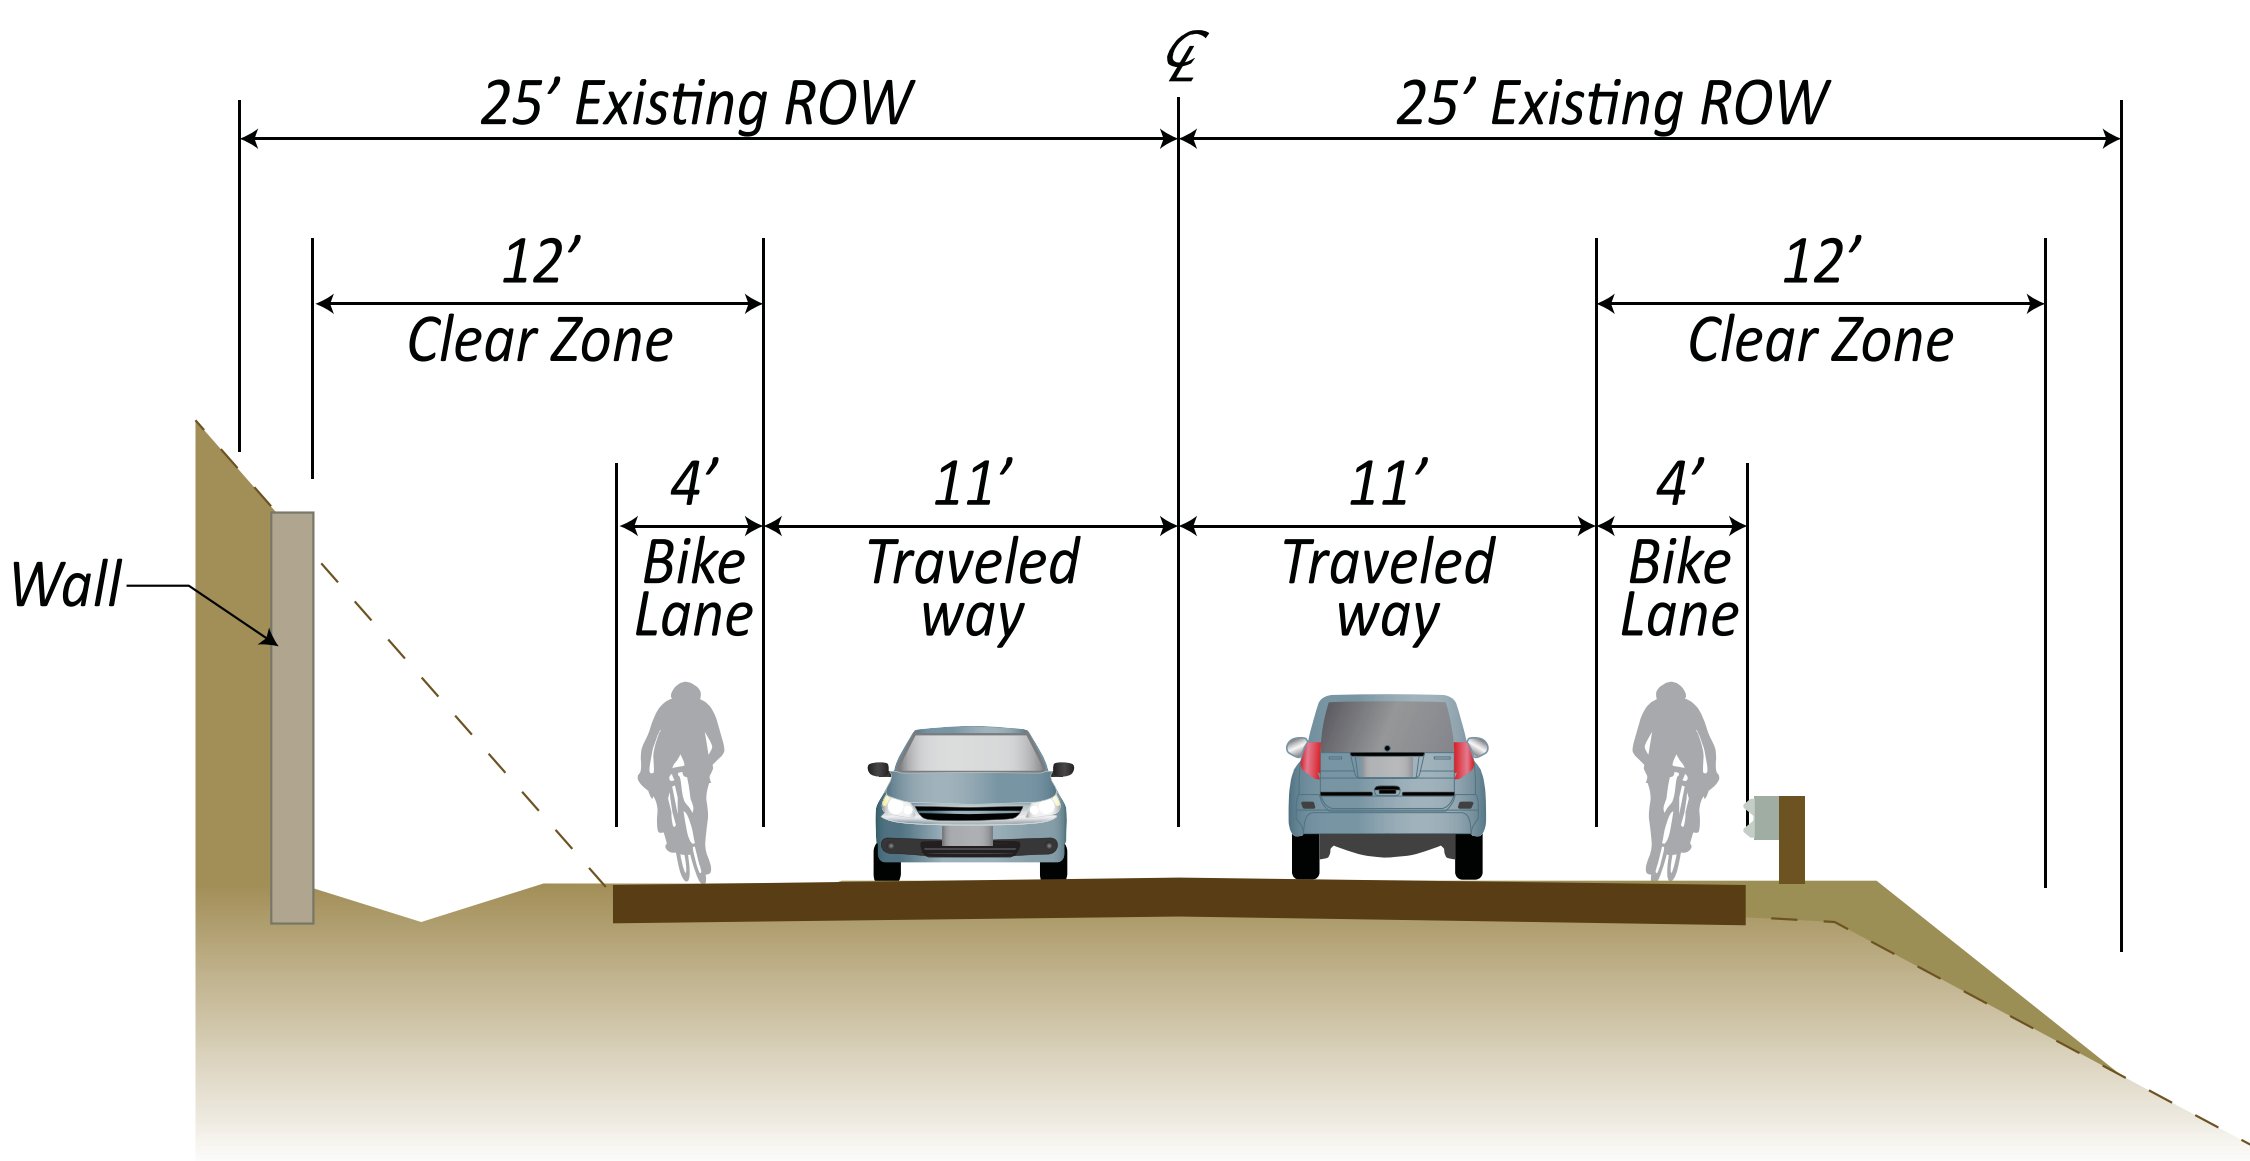 ℄
25’ Existing ROW
25’ Existing ROW
12’
Clear Zone
12’
Clear Zone
4’
Bike
Lane
11’
Traveled
way
11’
Traveled
way
4’
Bike
Lane
Wall